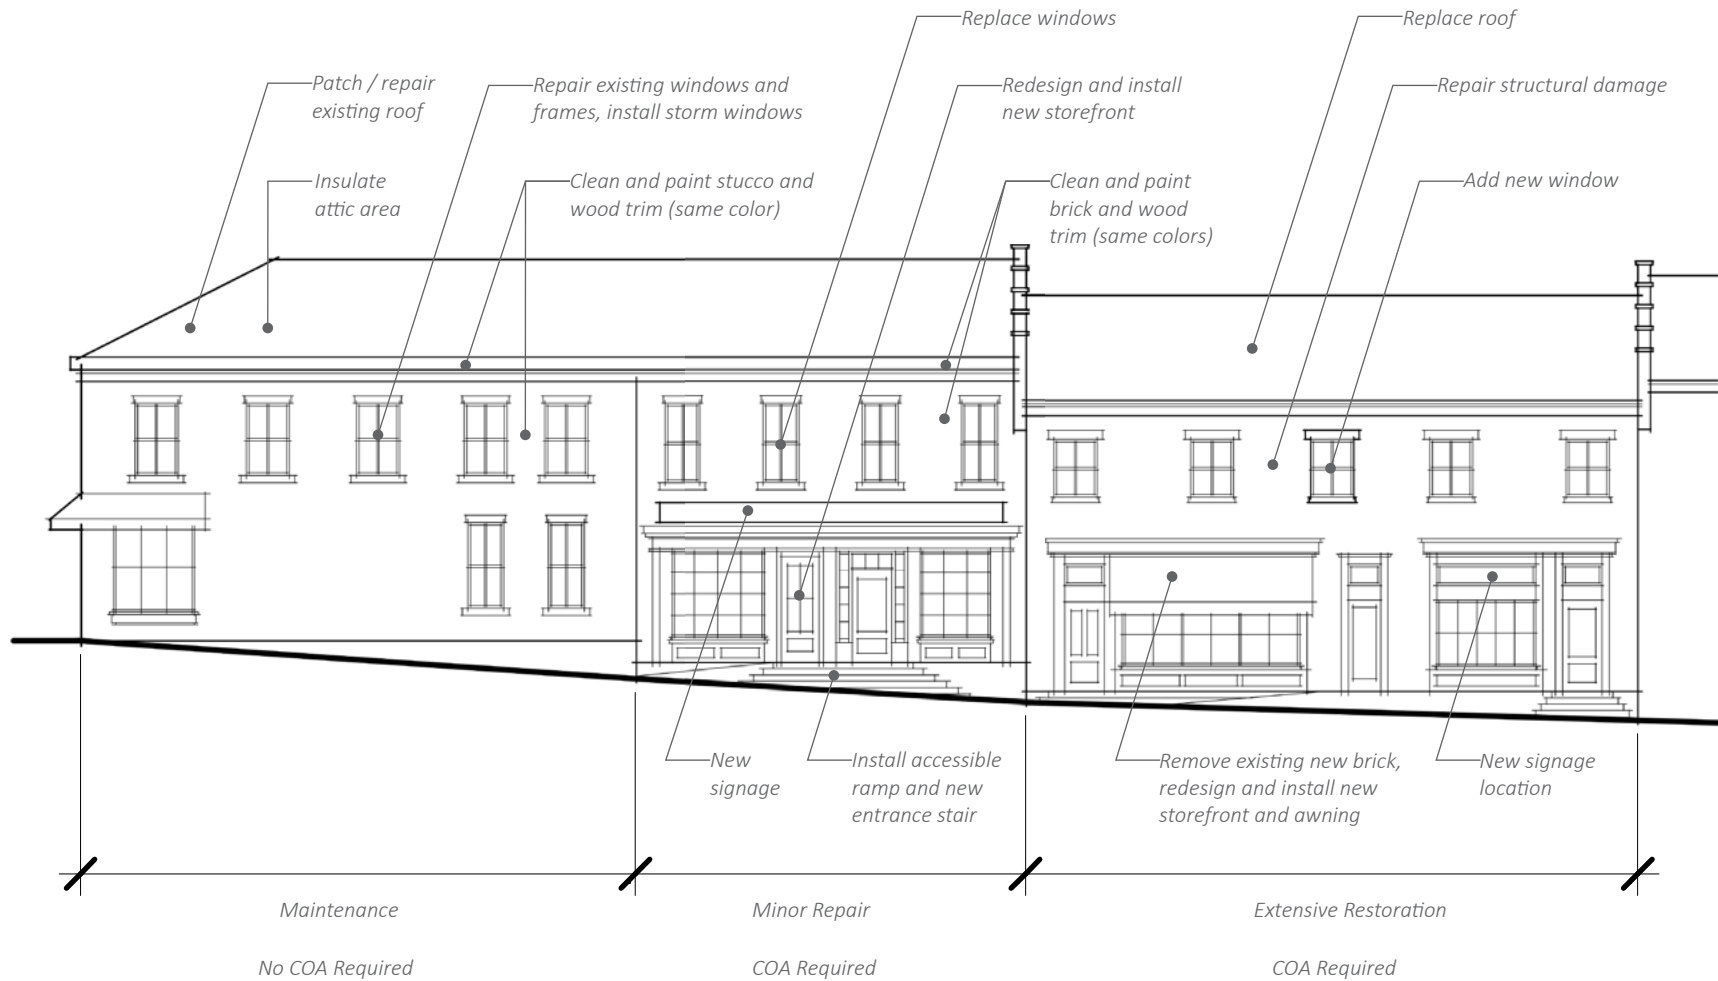 Replace windows
Replace roof
Patch / repair
existing roof
Repair existing windows and
frames, install storm windows
Redesign and install
new storefront
Repair structural damage
Insulate
attic area
Clean and paint stucco and
wood trim (same color)
Clean and paint
brick and wood
trim (same colors)
Add new window
New
signage
Install accessible
ramp and new
entrance stair
Remove existing new brick,
redesign and install new
storefront and awning
New signage
location
Maintenance
Minor Repair
Extensive Restoration
No COA Required
COA Required
COA Required